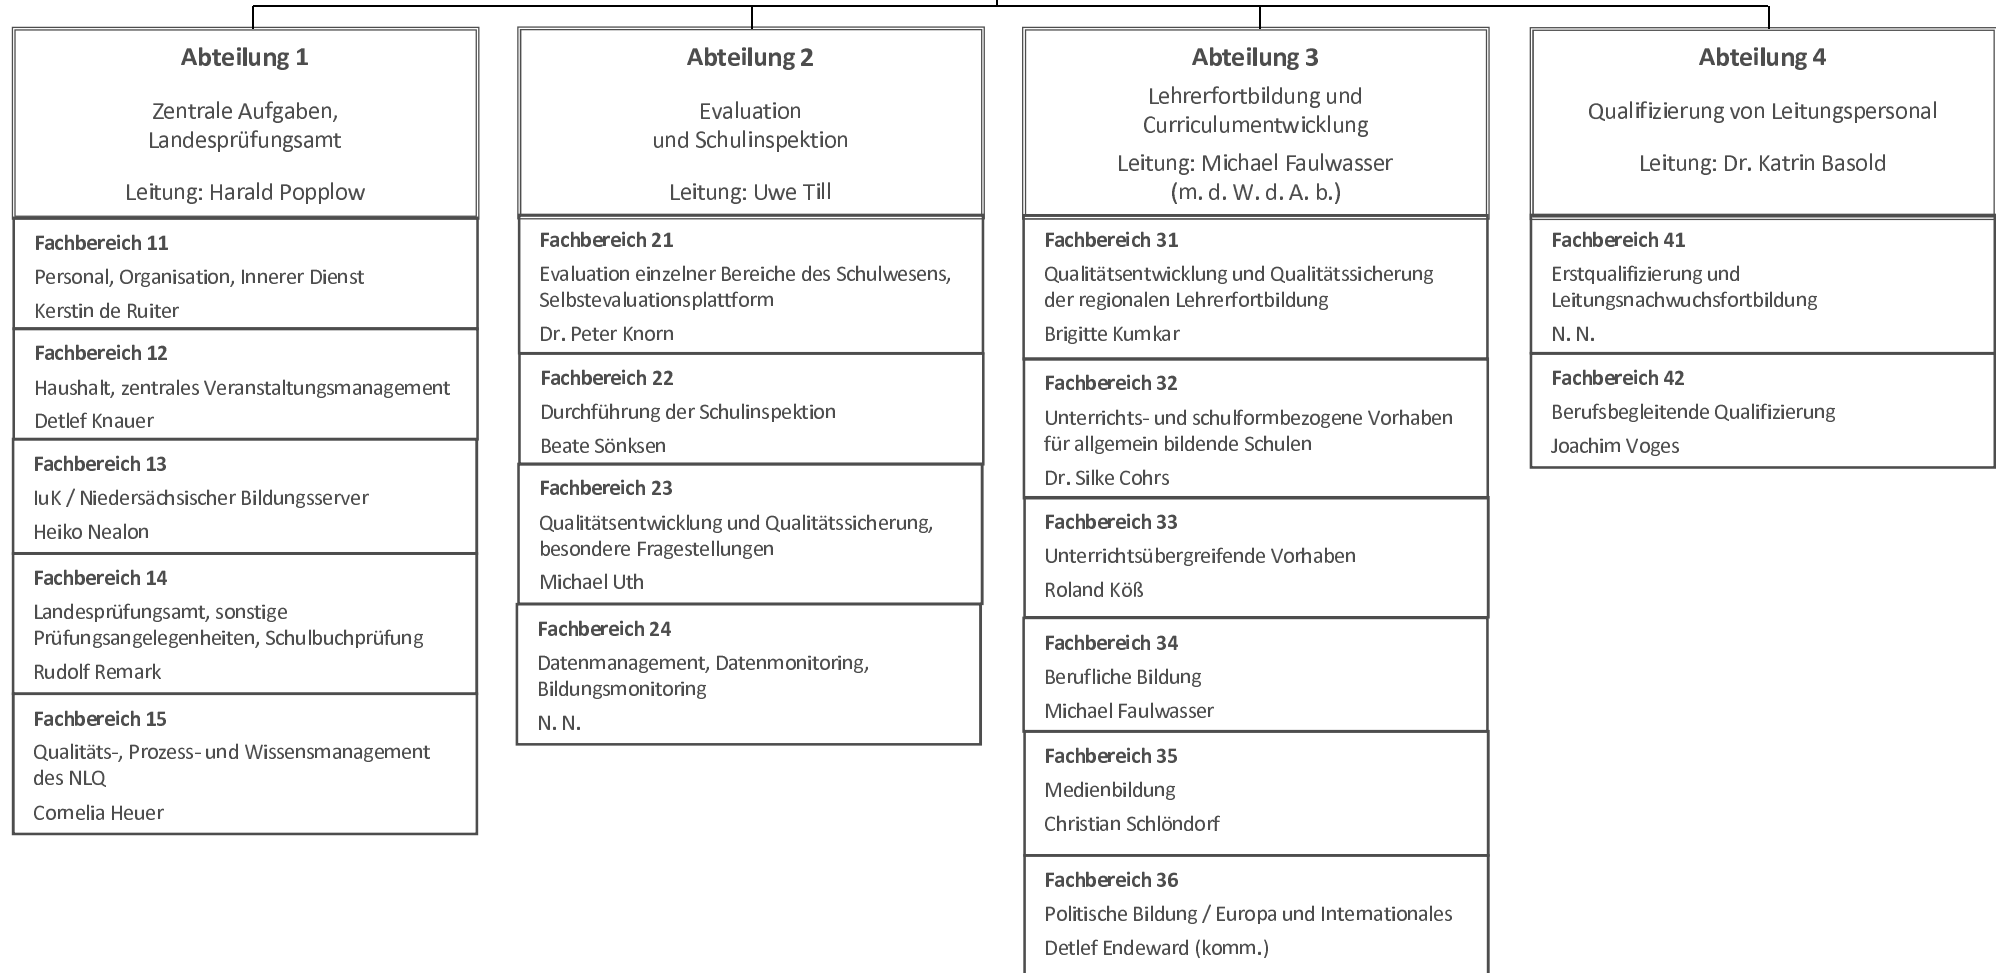 Abteilung 1
Zentrale Aufgaben,
Landesprüfungsamt
Leitung: Harald Popplow
Fachbereich 11
Personal, Organisation, Innerer Dienst
Kerstin de Ruiter
Fachbereich 12
Haushalt, zentrales Veranstaltungsmanagement
Detlef Knauer
Fachbereich 13
IuK / Niedersächsischer Bildungsserver
Heiko Nealon
Fachbereich 14
Landesprüfungsamt, sonstige
Prüfungsangelegenheiten, Schulbuchprüfung
Rudolf Remark
Fachbereich 15
Qualitäts-, Prozess- und Wissensmanagement
des NLQ
Cornelia Heuer
Abteilung 2
Evaluation
und Schulinspektion
Leitung: Uwe Till
Fachbereich 21
Evaluation einzelner Bereiche des Schulwesens,
Selbstevaluationsplattform
Dr. Peter Knorn
Fachbereich 22
Durchführung der Schulinspektion
Beate Sönksen
Fachbereich 23
Qualitätsentwicklung und Qualitätssicherung,
besondere Fragestellungen
Michael Uth
Fachbereich 24
Datenmanagement, Datenmonitoring,
Bildungsmonitoring
N. N.
Abteilung 3
Lehrerfortbildung und
Curriculumentwicklung
Leitung: Michael Faulwasser
(m. d. W. d. A. b.)
Fachbereich 31
Qualitätsentwicklung und Qualitätssicherung
der regionalen Lehrerfortbildung
Brigitte Kumkar
Fachbereich 32
Unterrichts- und schulformbezogene Vorhaben
für allgemein bildende Schulen
Dr. Silke Cohrs
Fachbereich 33
Unterrichtsübergreifende Vorhaben
Roland Köß
Fachbereich 34
Berufliche Bildung
Michael Faulwasser
Fachbereich 35
Medienbildung
Christian Schlöndorf
Fachbereich 36
Politische Bildung / Europa und Internationales
Detlef Endeward (komm.)
Abteilung 4
Qualifizierung von Leitungspersonal
Leitung: Dr. Katrin Basold
Fachbereich 41
Erstqualifizierung und
Leitungsnachwuchsfortbildung
N. N.
Fachbereich 42
Berufsbegleitende Qualifizierung
Joachim Voges